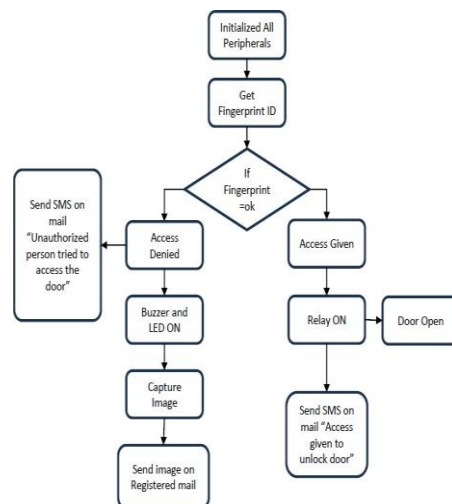 Initialized All
Peripherals
Get
Fingerprint ID
If
Fingerprint
=ok
Send SMS on
mail
“Unauthorized
person tried to
access the
door”
Access
Denied
Access Given
Buzzer and
LED ON
Relay ON
Door Open
Capture
Image
Send SMS on
mail “Access
given to
unlock door”
Send image on
Registered mail